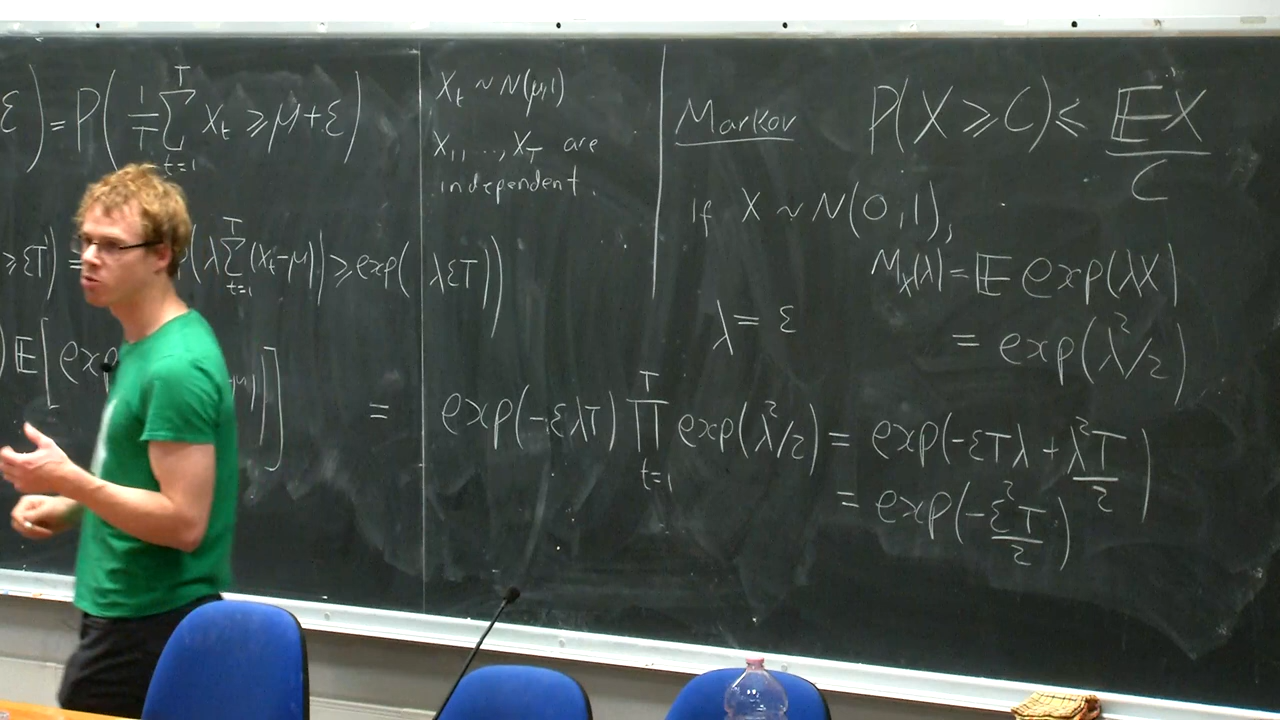 ε) = P( 1/T ∑_{t=1}^{T} X_t ⩾ μ+ε )
X_t ~ N(μ,1)
X_1, ..., X_T are
independent.
⩾ εT) = (λ ∑_{t=1}^{T} (X_t-μ)) ⩾ exp( λεT))
) E[ exp μ)]
Markov P(X ⩾ C) ⩽ EX/C
If X ~ N(0,1),
M_X(λ) = E exp(λX)
λ = ε
= exp(λ²/2)
= exp(-ελT) ∏_{t=1}^{T} exp(λ²/2) = exp(-εTλ + λ²T/2)
= exp(-ε²T/2)